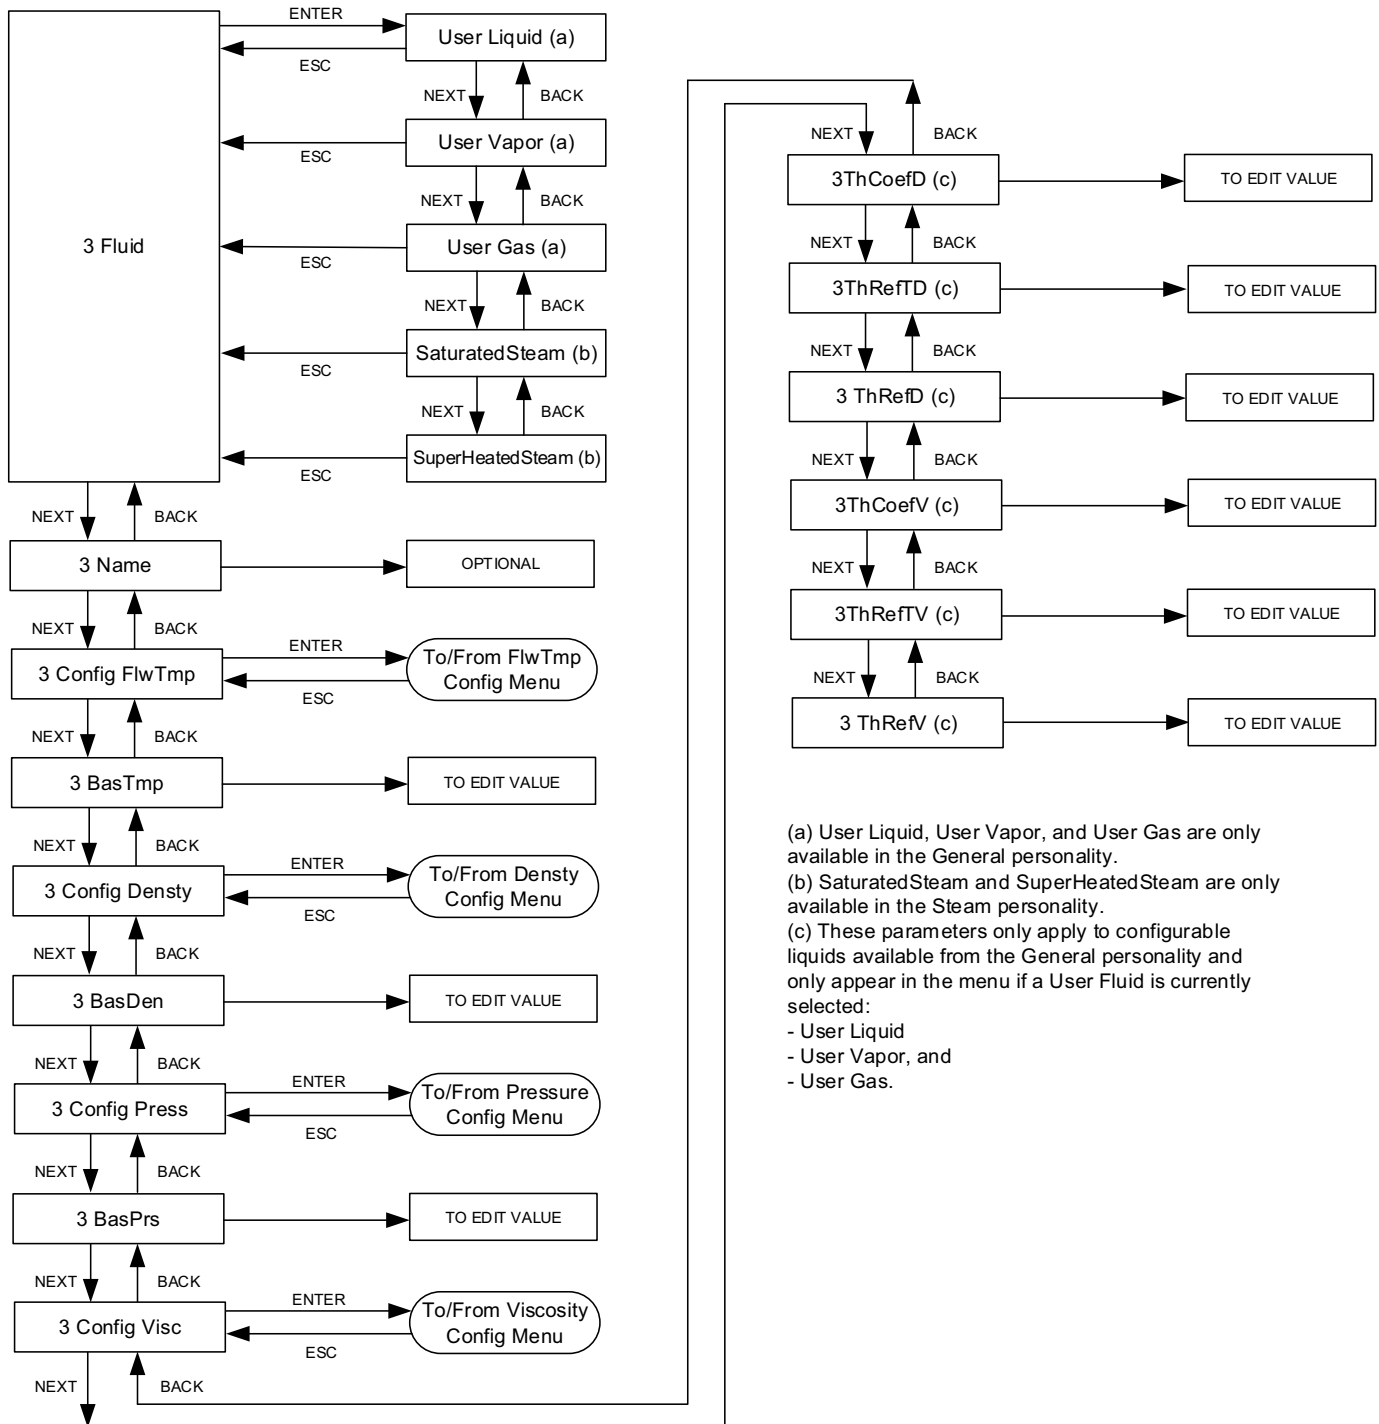 ENTER
User Liquid (a)
ESC
NEXT
BACK
User Vapor (a)
ESC
NEXT
BACK
3 Fluid
User Gas (a)
ESC
NEXT
BACK
SaturatedSteam (b)
ESC
NEXT
BACK
SuperHeatedSteam (b)
ESC
NEXT
BACK
3 Name
OPTIONAL
NEXT
BACK
3 Config FlwTmp
ENTER
ESC
To/From FlwTmp
Config Menu
NEXT
BACK
3 BasTmp
TO EDIT VALUE
NEXT
BACK
3 Config Densty
ENTER
ESC
To/From Densty
Config Menu
NEXT
BACK
3 BasDen
TO EDIT VALUE
NEXT
BACK
3 Config Press
ENTER
ESC
To/From Pressure
Config Menu
NEXT
BACK
3 BasPrs
TO EDIT VALUE
NEXT
BACK
3 Config Visc
ENTER
ESC
To/From Viscosity
Config Menu
NEXT
BACK
NEXT
BACK
3ThCoefD (c)
TO EDIT VALUE
NEXT
BACK
3ThRefTD (c)
TO EDIT VALUE
NEXT
BACK
3 ThRefD (c)
TO EDIT VALUE
NEXT
BACK
3ThCoefV (c)
TO EDIT VALUE
NEXT
BACK
3ThRefTV (c)
TO EDIT VALUE
NEXT
BACK
3 ThRefV (c)
TO EDIT VALUE
(a) User Liquid, User Vapor, and User Gas are only
available in the General personality.
(b) SaturatedSteam and SuperHeatedSteam are only
available in the Steam personality.
(c) These parameters only apply to configurable
liquids available from the General personality and
only appear in the menu if a User Fluid is currently
selected:
- User Liquid
- User Vapor, and
- User Gas.